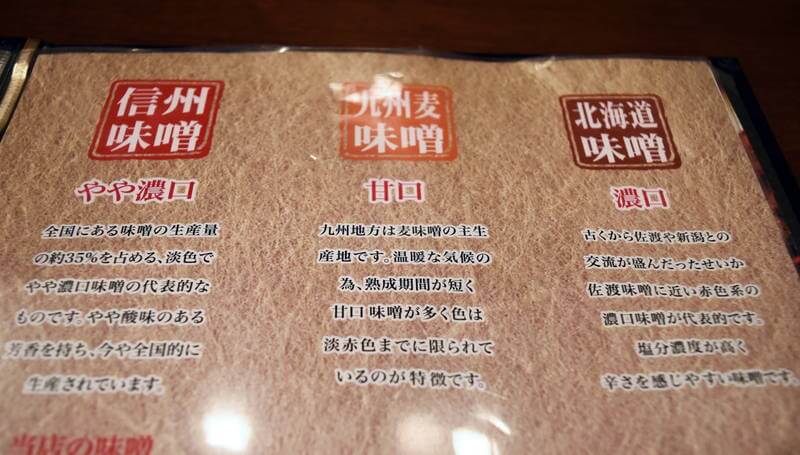 信州
味噌
やや濃口
全国にある味噌の生産量
の約35%を占める、淡色で
やや濃口味噌の代表的な
ものです。やや酸味のある
芳香を持ち、今や全国的に
生産されています。
九州麦
味噌
甘口
九州地方は麦味噌の主生
産地です。温暖な気候の
為、熟成期間が短く
甘口味噌が多く色は
淡赤色までに限られて
いるのが特徴です。
北海道
味噌
濃口
古くから佐渡や新潟との
交流が盛んだったせいか
佐渡味噌に近い赤色系の
濃口味噌が代表的です。
塩分濃度が高く
辛さを感じやすい味噌です。
当店の味噌